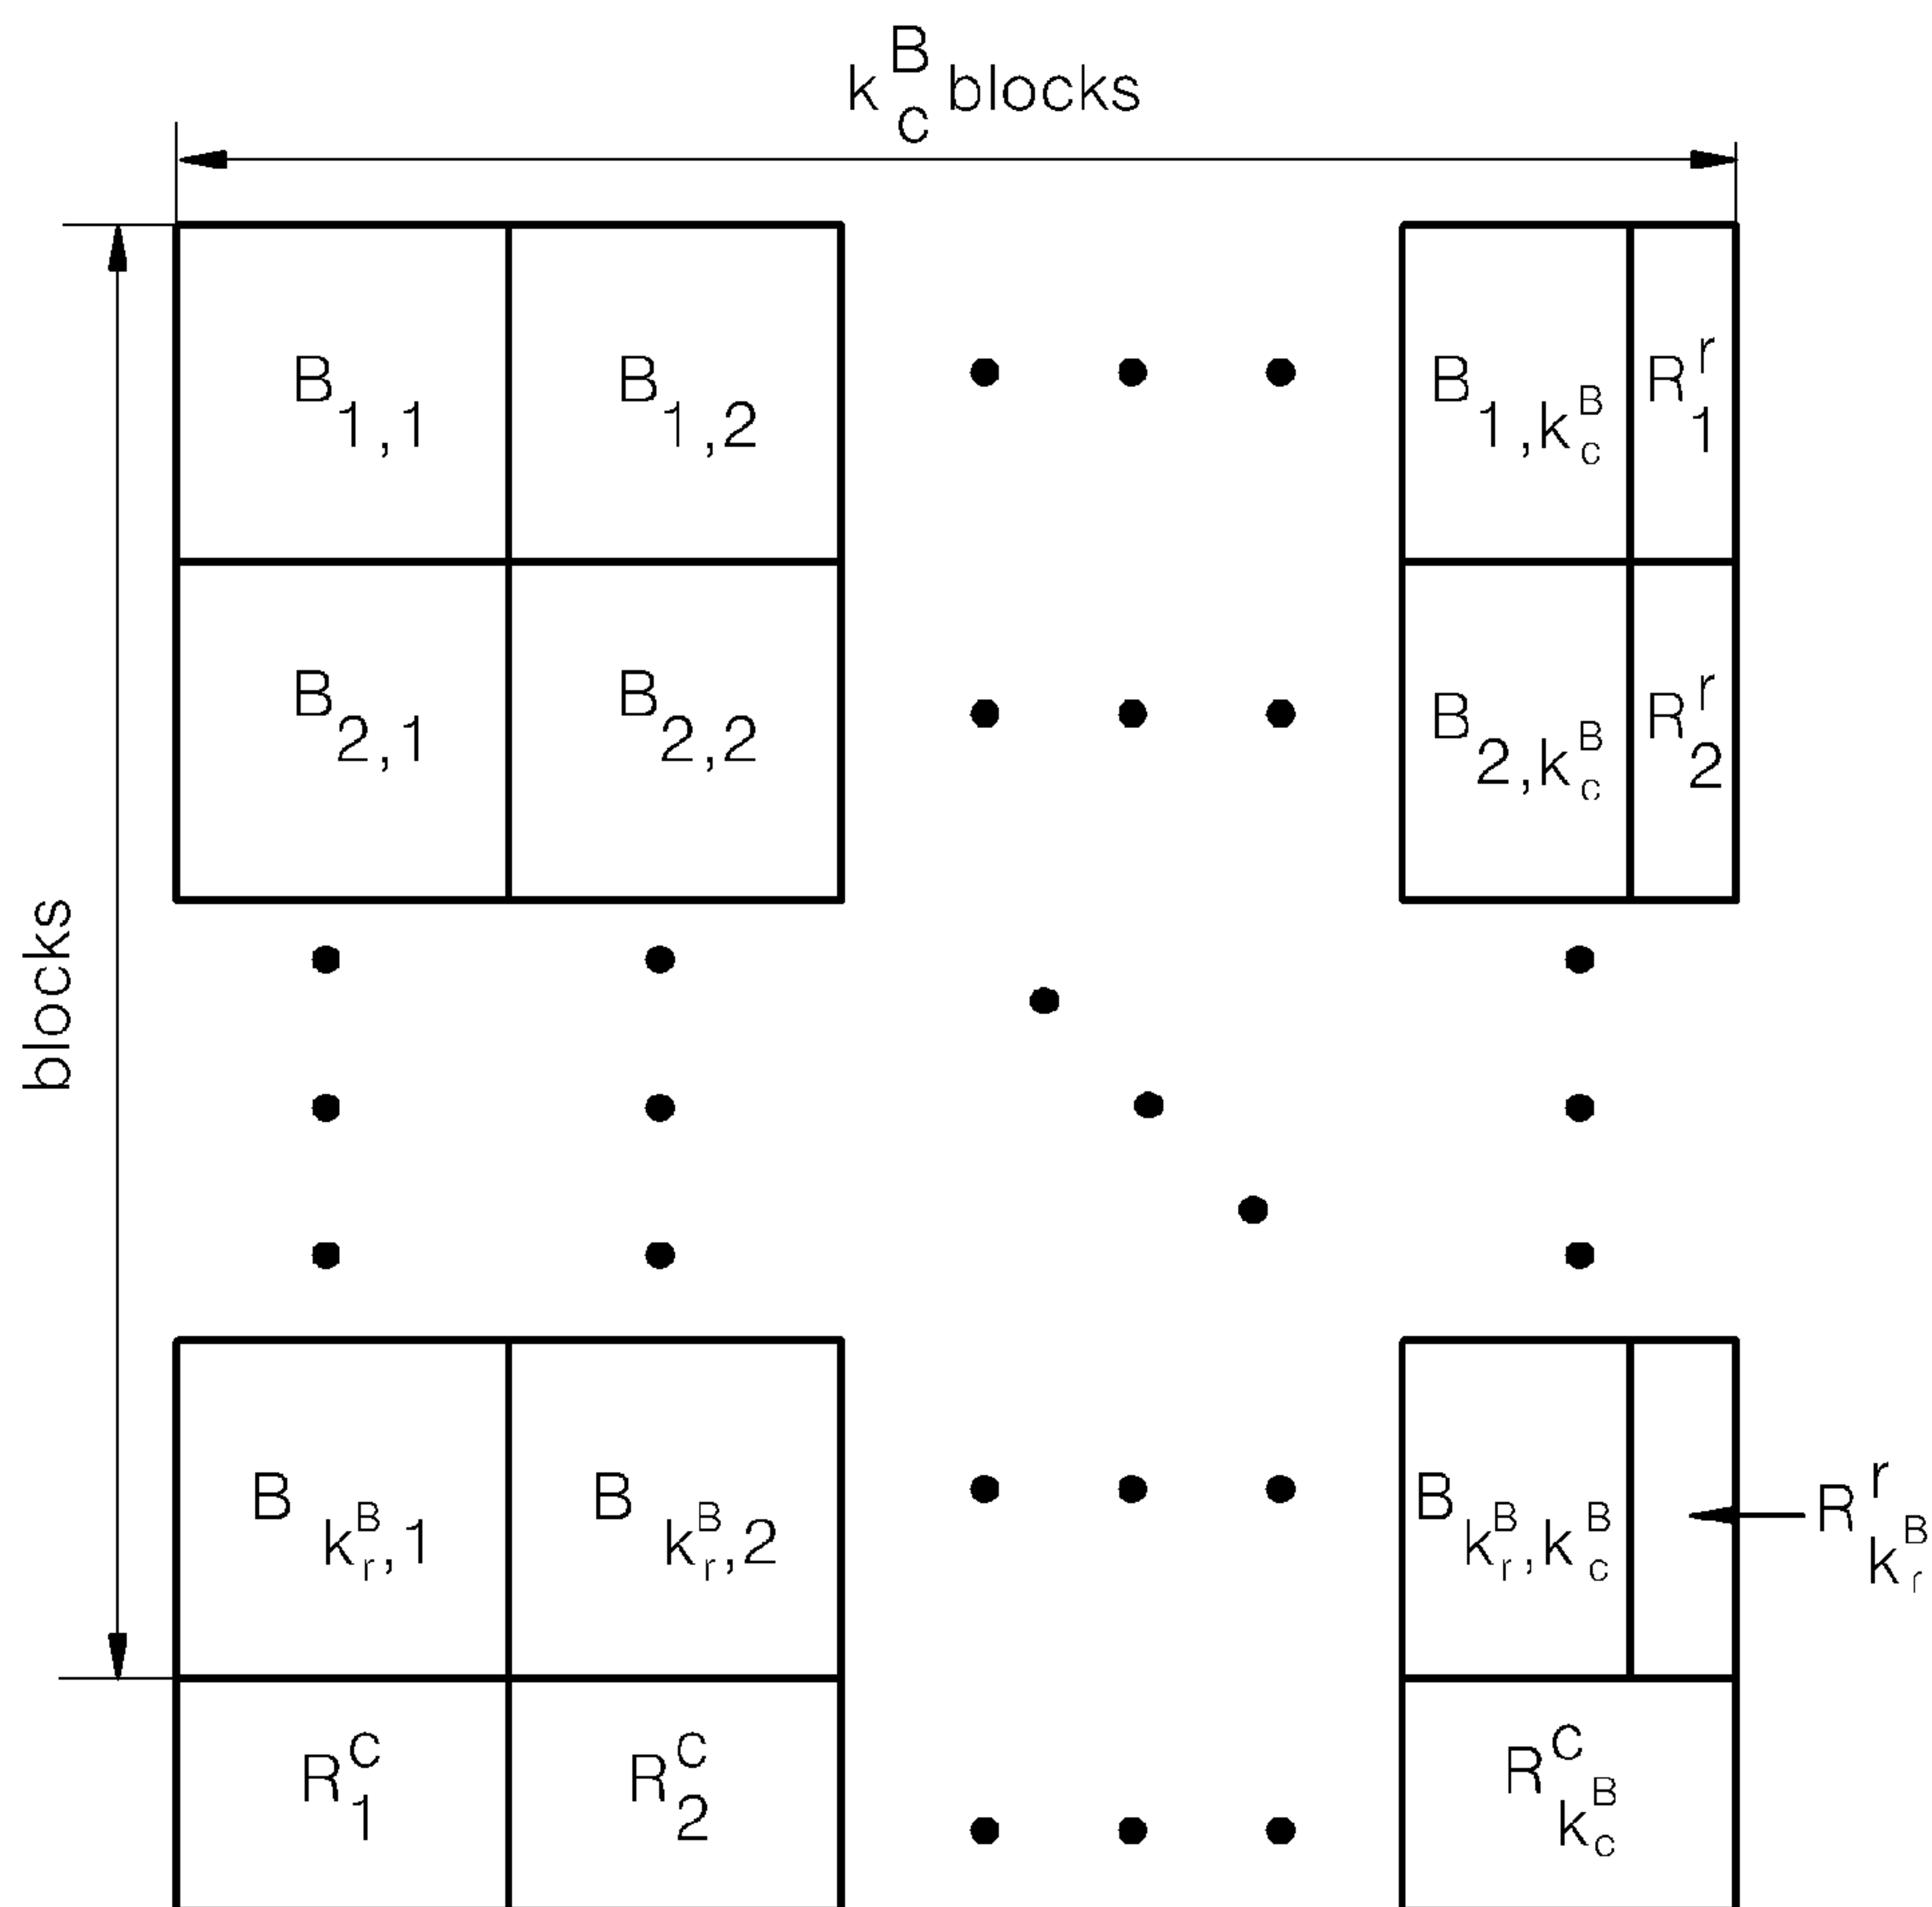 k_c^B blocks
B_{1,1} B_{1,2} B_{1,k_c^B} R_1^r
B_{2,1} B_{2,2} B_{2,k_c^B} R_2^r
blocks
B_{k_r^B,1} B_{k_r^B,2} B_{k_r^B,k_c^B} R_{k_r^B}^r
R_1^c R_2^c R_{k_c^B}^c